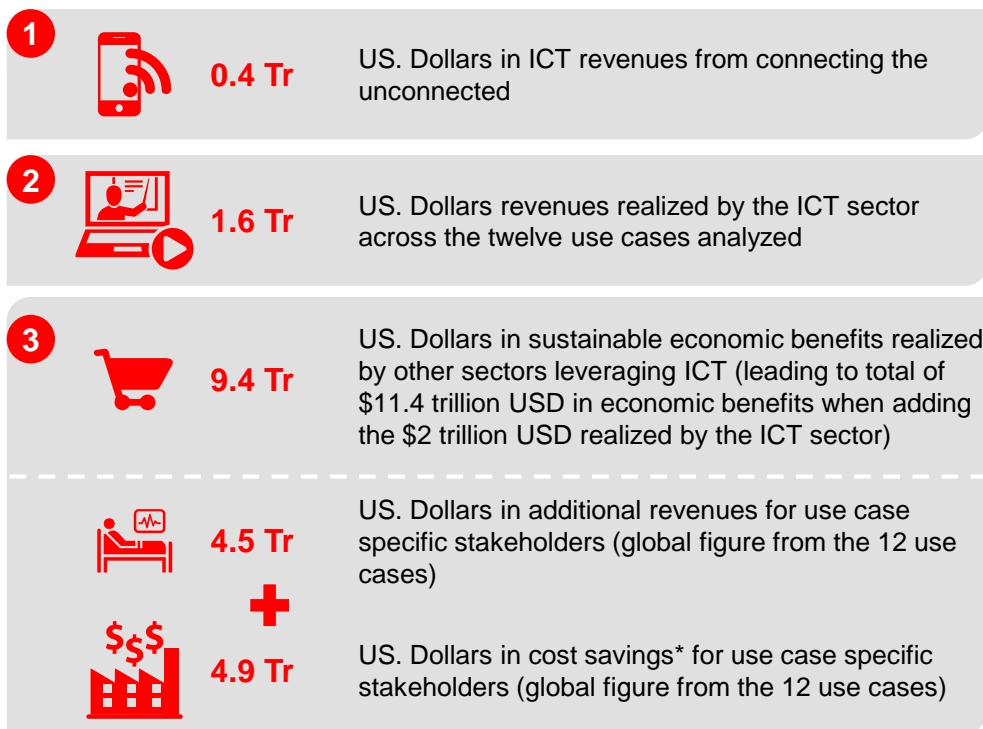 1
0.4 Tr
US. Dollars in ICT revenues from connecting the
unconnected
2
1.6 Tr
US. Dollars revenues realized by the ICT sector
across the twelve use cases analyzed
3
9.4 Tr
US. Dollars in sustainable economic benefits realized
by other sectors leveraging ICT (leading to total of
$11.4 trillion USD in economic benefits when adding
the $2 trillion USD realized by the ICT sector)
4.5 Tr
US. Dollars in additional revenues for use case
specific stakeholders (global figure from the 12 use
cases)
+
$$$
4.9 Tr
US. Dollars in cost savings* for use case specific
stakeholders (global figure from the 12 use cases)